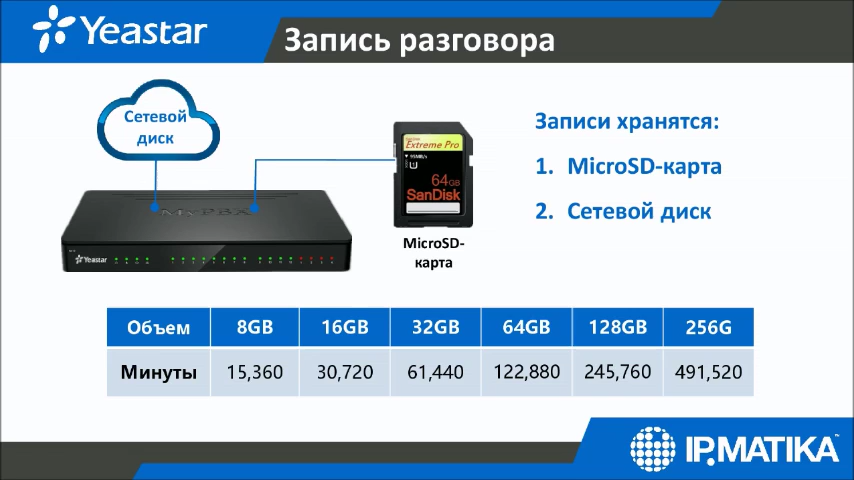 Yeastar
Запись разговора
Сетевой
диск
Extreme Pro
64GB
SanDisk
MyPBX
Yeastar
MicroSD-
карта
Записи хранятся:
1. MicroSD-карта
2. Сетевой диск
Объем 8GB 16GB 32GB 64GB 128GB 256G
Минуты 15,360 30,720 61,440 122,880 245,760 491,520
IP.MATIKA